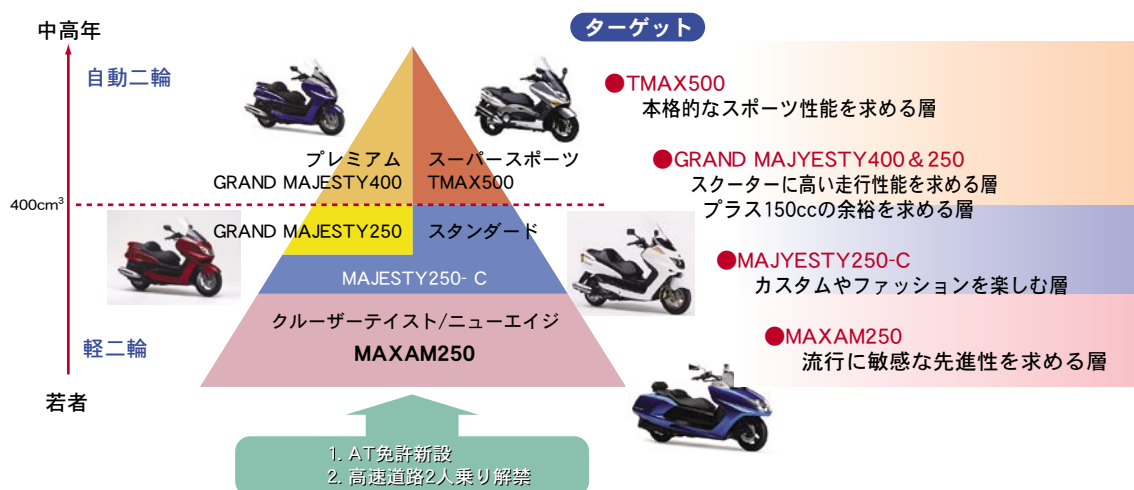 中高年
ターゲット
自動二輪
●TMAX500
本格的なスポーツ性能を求める層
プレミアム
GRAND MAJESTY400
スーパースポーツ
TMAX500
●GRAND MAJYESTY400&250
スクーターに高い走行性能を求める層
プラス150ccの余裕を求める層
400cm³
GRAND MAJESTY250
スタンダード
MAJESTY250- C
●MAJYESTY250-C
カスタムやファッションを楽しむ層
クルーザーテイスト/ニューエイジ
MAXAM250
●MAXAM250
流行に敏感な先進性を求める層
軽二輪
若者
1. AT免許新設
2. 高速道路2人乗り解禁